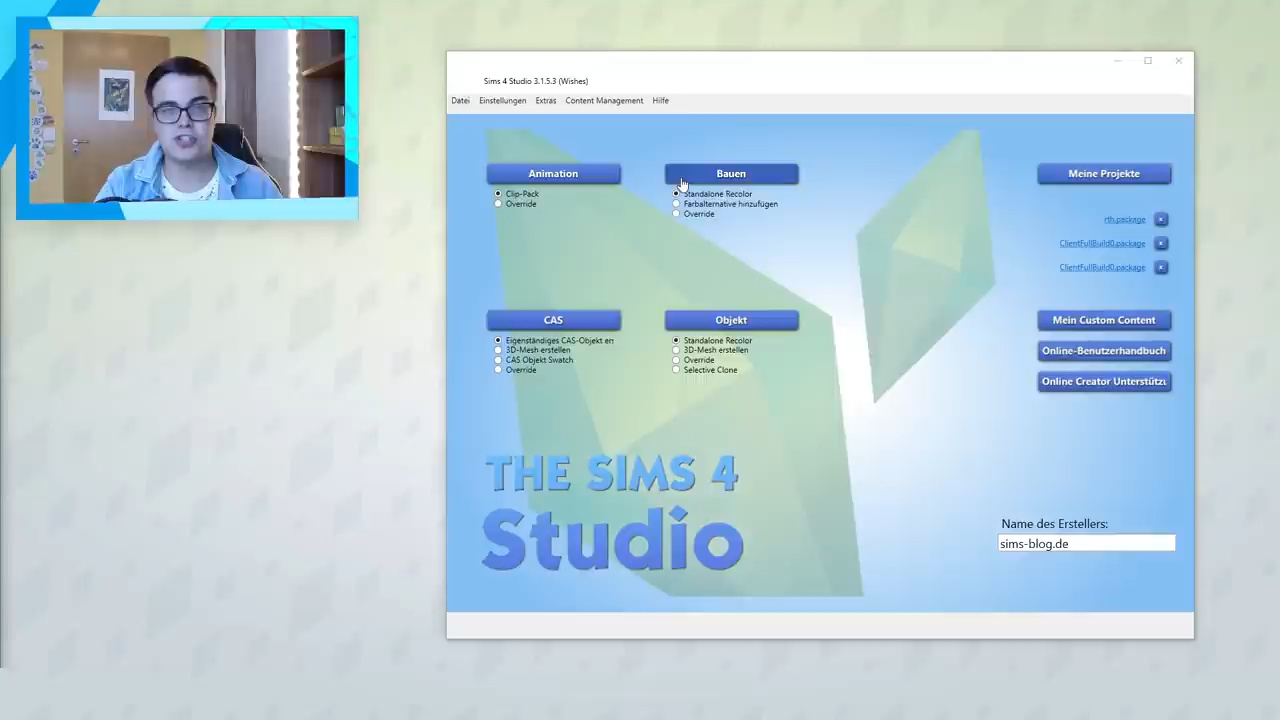 Sims 4 Studio 3.1.5.3 (Wishes)
Datei Einstellungen Extras Content Management Hilfe
Animation
Clip-Pack
Override
Bauen
Standalone Recolor
Farbalternative hinzufügen
Override
Meine Projekte
rth.package
ClientFullBuild0.package
ClientFullBuild0.package
CAS
Eigenständiges CAS-Objekt en
3D-Mesh erstellen
CAS Objekt Swatch
Override
Objekt
Standalone Recolor
3D-Mesh erstellen
Override
Selective Clone
Mein Custom Content
Online-Benutzerhandbuch
Online Creator Unterstützu
THE SIMS 4
Studio
Name des Erstellers:
sims-blog.de